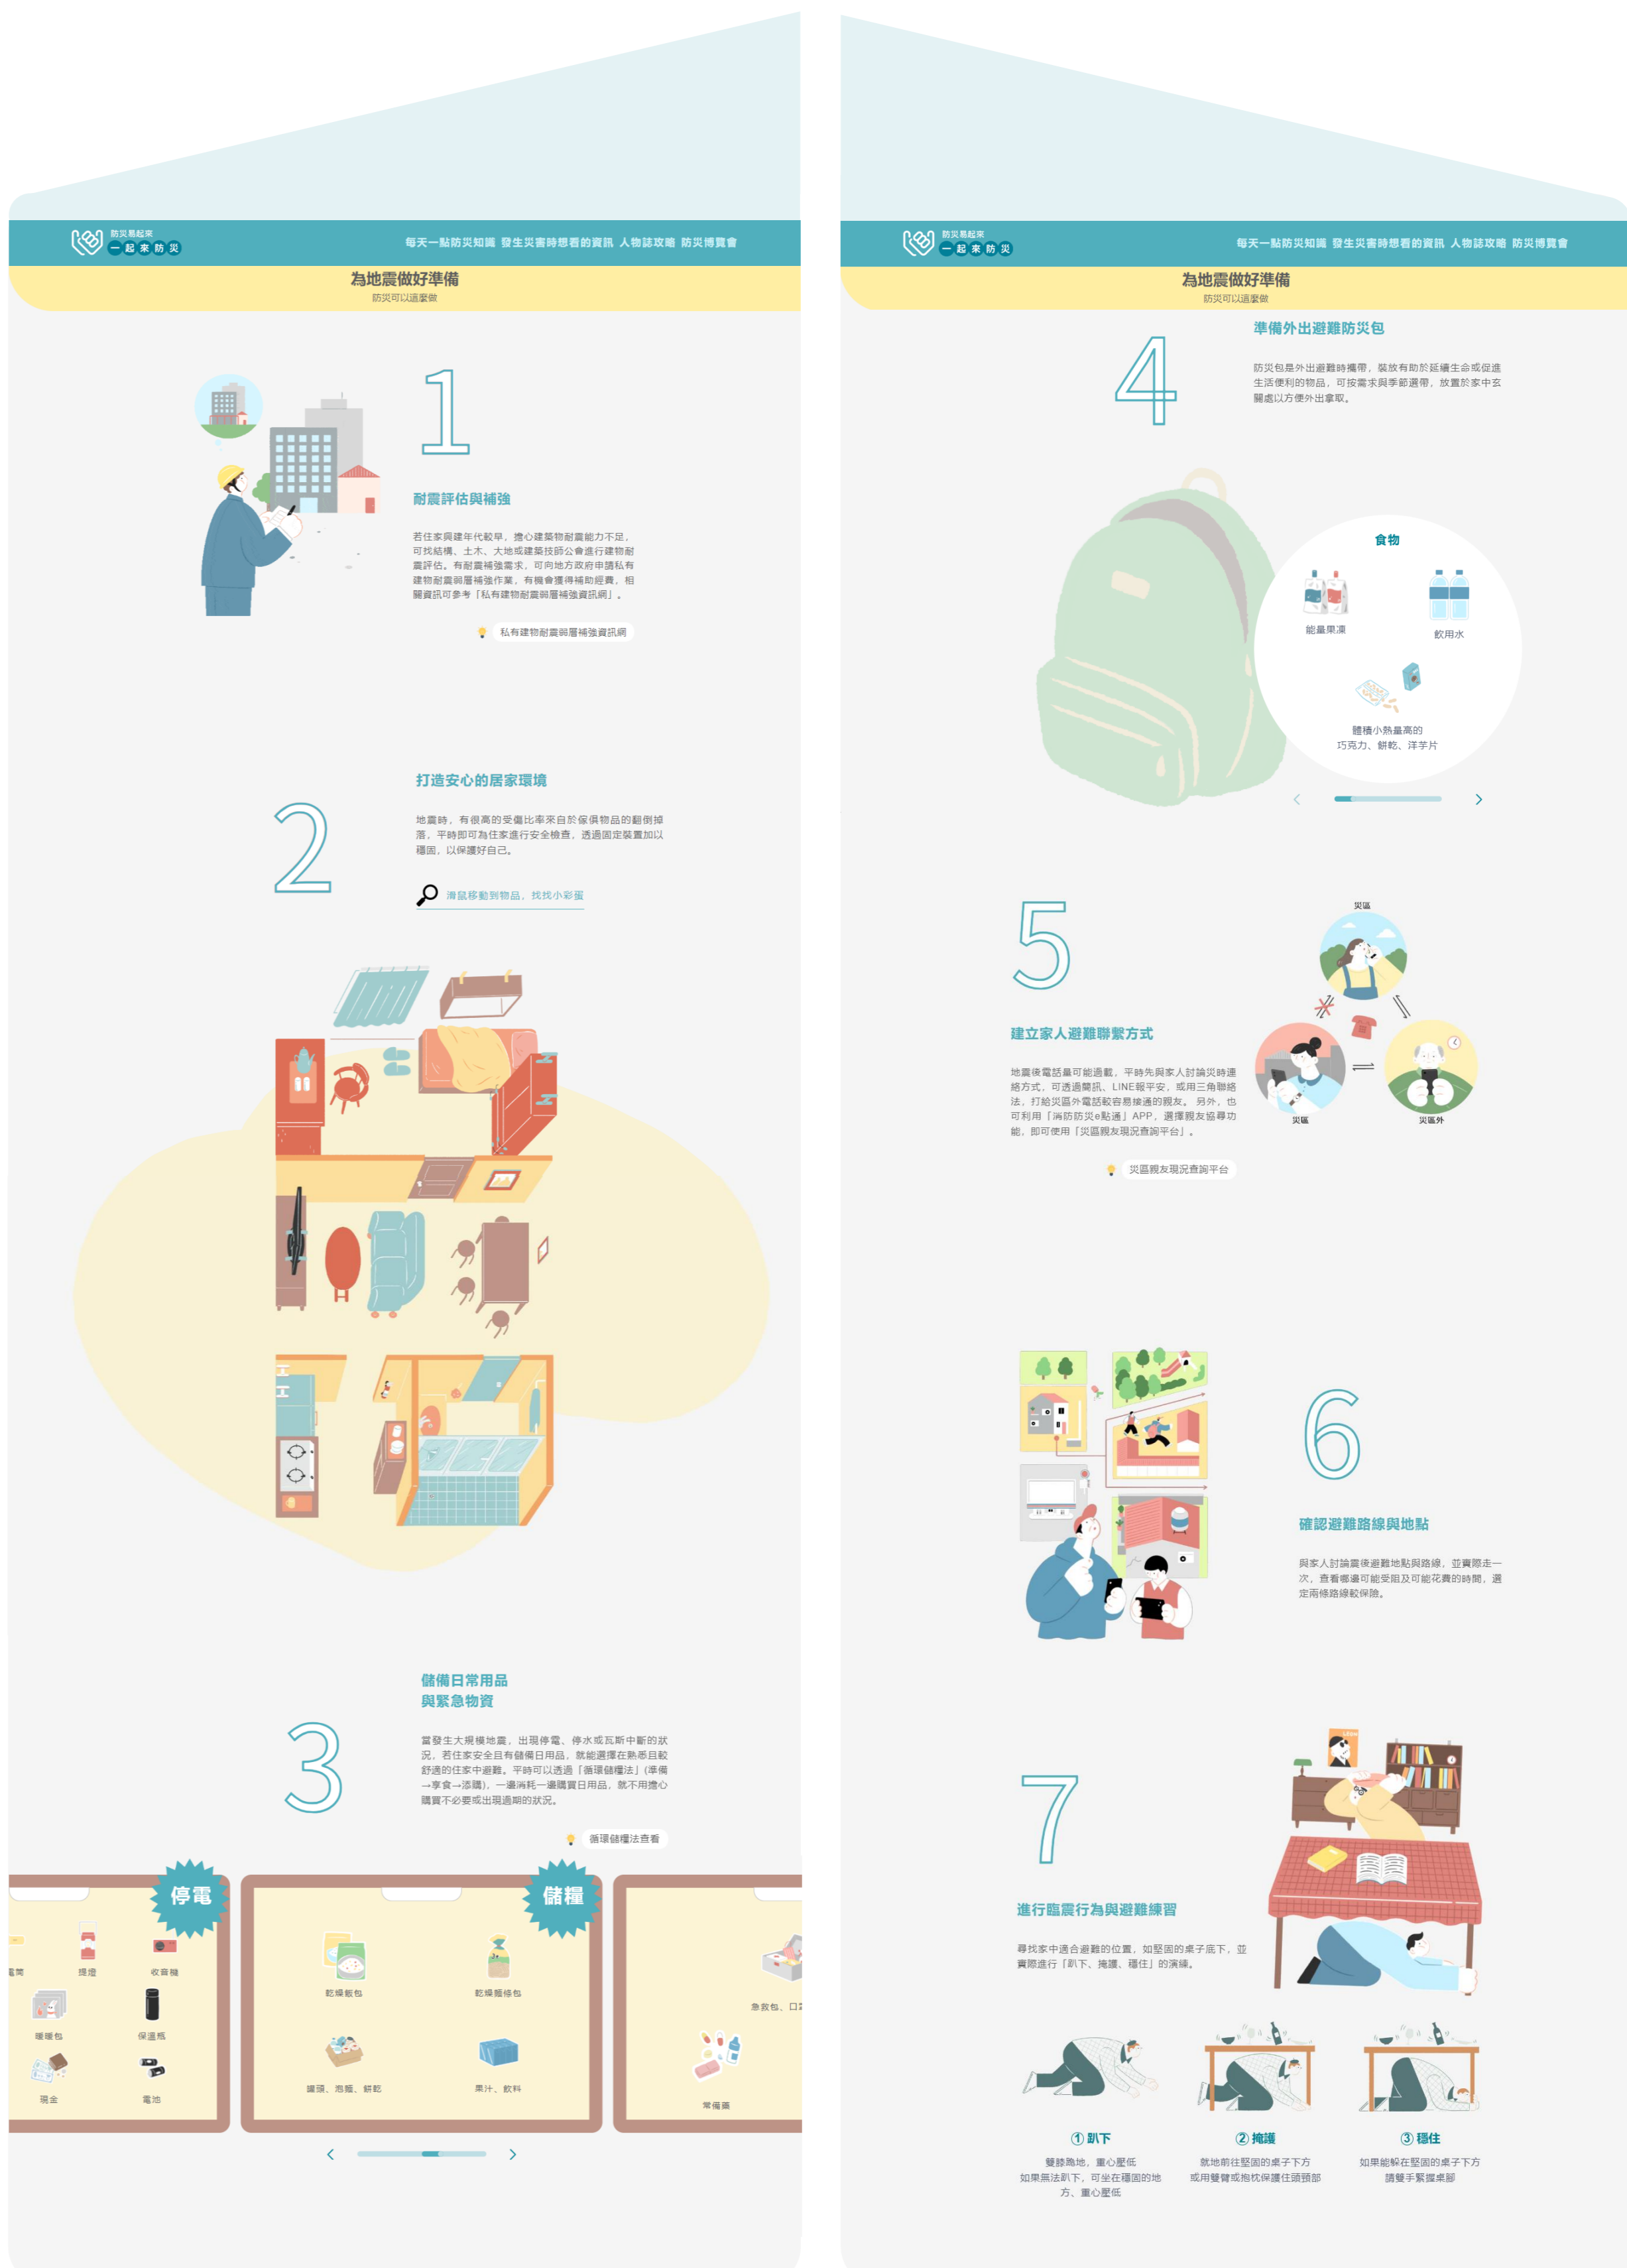 防災易起來
一起來防災
每天一點防災知識 發生災害時想看的資訊 人物誌攻略 防災博覽會
為地震做好準備
防災可以這麼做
1
耐震評估與補強
若住家興建年代較早，擔心建築物耐震能力不足，
可找結構、土木、大地或建築技師公會進行建物耐
震評估。有耐震補強需求，可向地方政府申請私有
建物耐震弱層補強作業，有機會獲得補助經費，相
關資訊可參考「私有建物耐震弱層補強資訊網」。
私有建物耐震弱層補強資訊網
2
打造安心的居家環境
地震時，有很高的受傷比率來自於傢俱物品的翻倒掉
落，平時即可為住家進行安全檢查，透過固定裝置加以
穩固，以保護好自己。
滑鼠移動到物品，找找小彩蛋
3
儲備日常用品
與緊急物資
當發生大規模地震，出現停電、停水或瓦斯中斷的狀
況，若住家安全且有儲備日用品，就能選擇在熟悉且較
舒適的住家中避難。平時可以透過「循環儲糧法」(準備
→享食→添購)，一邊消耗一邊購買日用品，就不用擔心
購買不必要或出現過期的狀況。
循環儲糧法查看
停電
電筒
提燈
收音機
暖暖包
保溫瓶
現金
電池
儲糧
乾燥飯包
乾燥麵條包
罐頭、泡麵、餅乾
果汁、飲料
急救包、口
常備藥
防災易起來
一起來防災
每天一點防災知識 發生災害時想看的資訊 人物誌攻略 防災博覽會
為地震做好準備
防災可以這麼做
4
準備外出避難防災包
防災包是外出避難時攜帶，裝放有助於延續生命或促進
生活便利的物品，可按需求與季節選帶，放置於家中玄
關處以方便外出拿取。
食物
能量果凍
飲用水
體積小熱量高的
巧克力、餅乾、洋芋片
5
建立家人避難聯繫方式
地震後電話量可能過載，平時先與家人討論災時連
絡方式，可透過簡訊、LINE報平安，或用三角聯絡
法，打給災區外電話較容易接通的親友。 另外，也
可利用「消防防災e點通」APP，選擇親友協尋功
能，即可使用「災區親友現況查詢平台」。
災區親友現況查詢平台
災區
災區
災區外
6
確認避難路線與地點
與家人討論震後避難地點與路線，並實際走一
次，查看哪邊可能受阻及可能花費的時間，選
定兩條路線較保險。
7
進行臨震行為與避難練習
尋找家中適合避難的位置，如堅固的桌子底下，並
實際進行「趴下、掩護、穩住」的演練。
①趴下
雙膝跪地，重心壓低
如果無法趴下，可坐在穩固的地
方、重心壓低
②掩護
就地前往堅固的桌子下方
或用雙臂或抱枕保護住頭頸部
③穩住
如果能躲在堅固的桌子下方
請雙手緊握桌腳